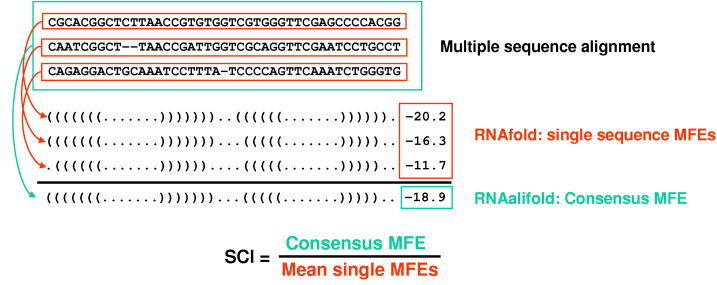 CGCACGGCTCTTAACCGTGTGGTCGTGGGTTCGAGCCCCACGG
CAATCGGCT--TAACCGATTGGTCGCAGGTTCGAATCCTGCCT
CAGAGGACTGCAAATCCTTTA-TCCCCAGTTCAAATCTGGGTG
Multiple sequence alignment
(((((((.......)))))))..((((((.......)))))). -20.2
(((((((.......)))))))...(((((.......))))).. -16.3
.((((((.......))))))...(((((.......))))).. -11.7
RNAfold: single sequence MFEs
(((((((.......)))))))...(((((.......))))).. -18.9
RNAalifold: Consensus MFE
SCI = Consensus MFE
Mean single MFEs